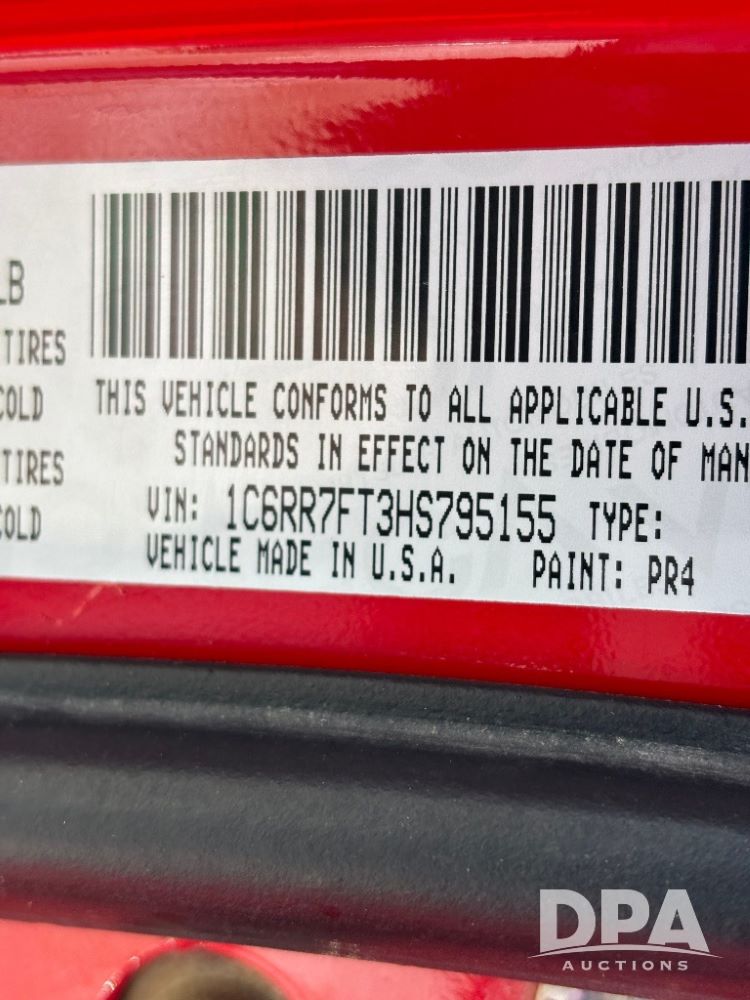 LB
TIRES
COLD
TIRES
COLD
THIS VEHICLE CONFORMS TO ALL APPLICABLE U.S.
STANDARDS IN EFFECT ON THE DATE OF MAN
VIN: 1C6RR7FT3HS795155 TYPE:
VEHICLE MADE IN U.S.A. PAINT: PR4
DPA
AUCTIONS